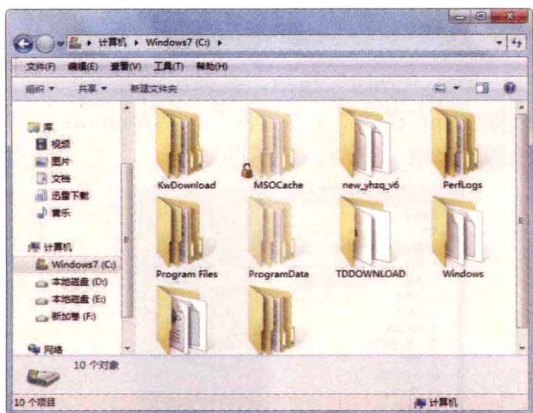 计算机 ▸ Windows7 (C:) ▸
文件(F) 编辑(E) 查看(V) 工具(T) 帮助(H)
组织 共享 新建文件夹
库
视频
图片
文档
迅雷下载
音乐
计算机
Windows7 (C:)
本地磁盘 (D:)
本地磁盘 (E:)
新加卷 (F:)
网络
KwDownload MSOCache new_yhzq_v6 PerfLogs
Program Files ProgramData TDDOWNLOAD Windows
10 个对象
10 个项目 计算机